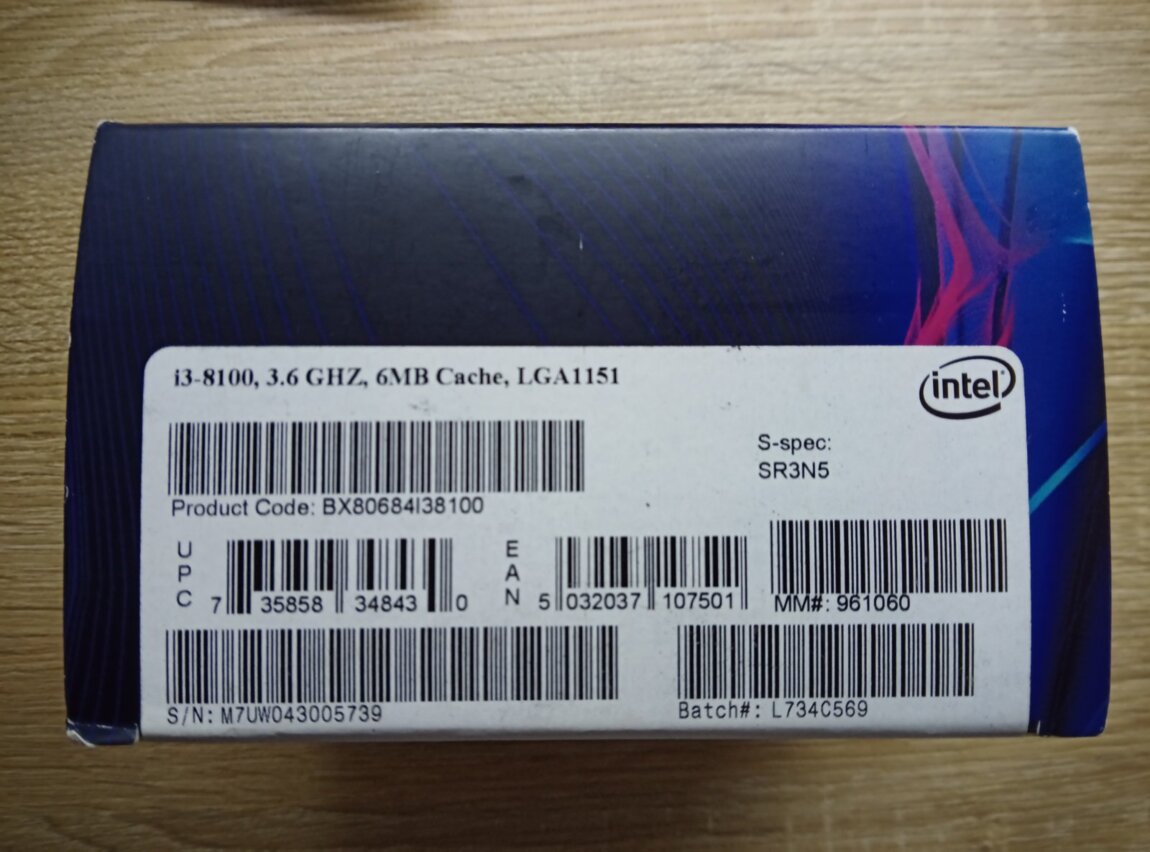 i3-8100, 3.6 GHZ, 6MB Cache, LGA1151
intel
S-spec:
SR3N5
Product Code: BX80684I38100
UPC 7 35858 34843 0
EAN 5 032037 107501
MM#: 961060
S/N: M7UW043005739
Batch#: L734C569